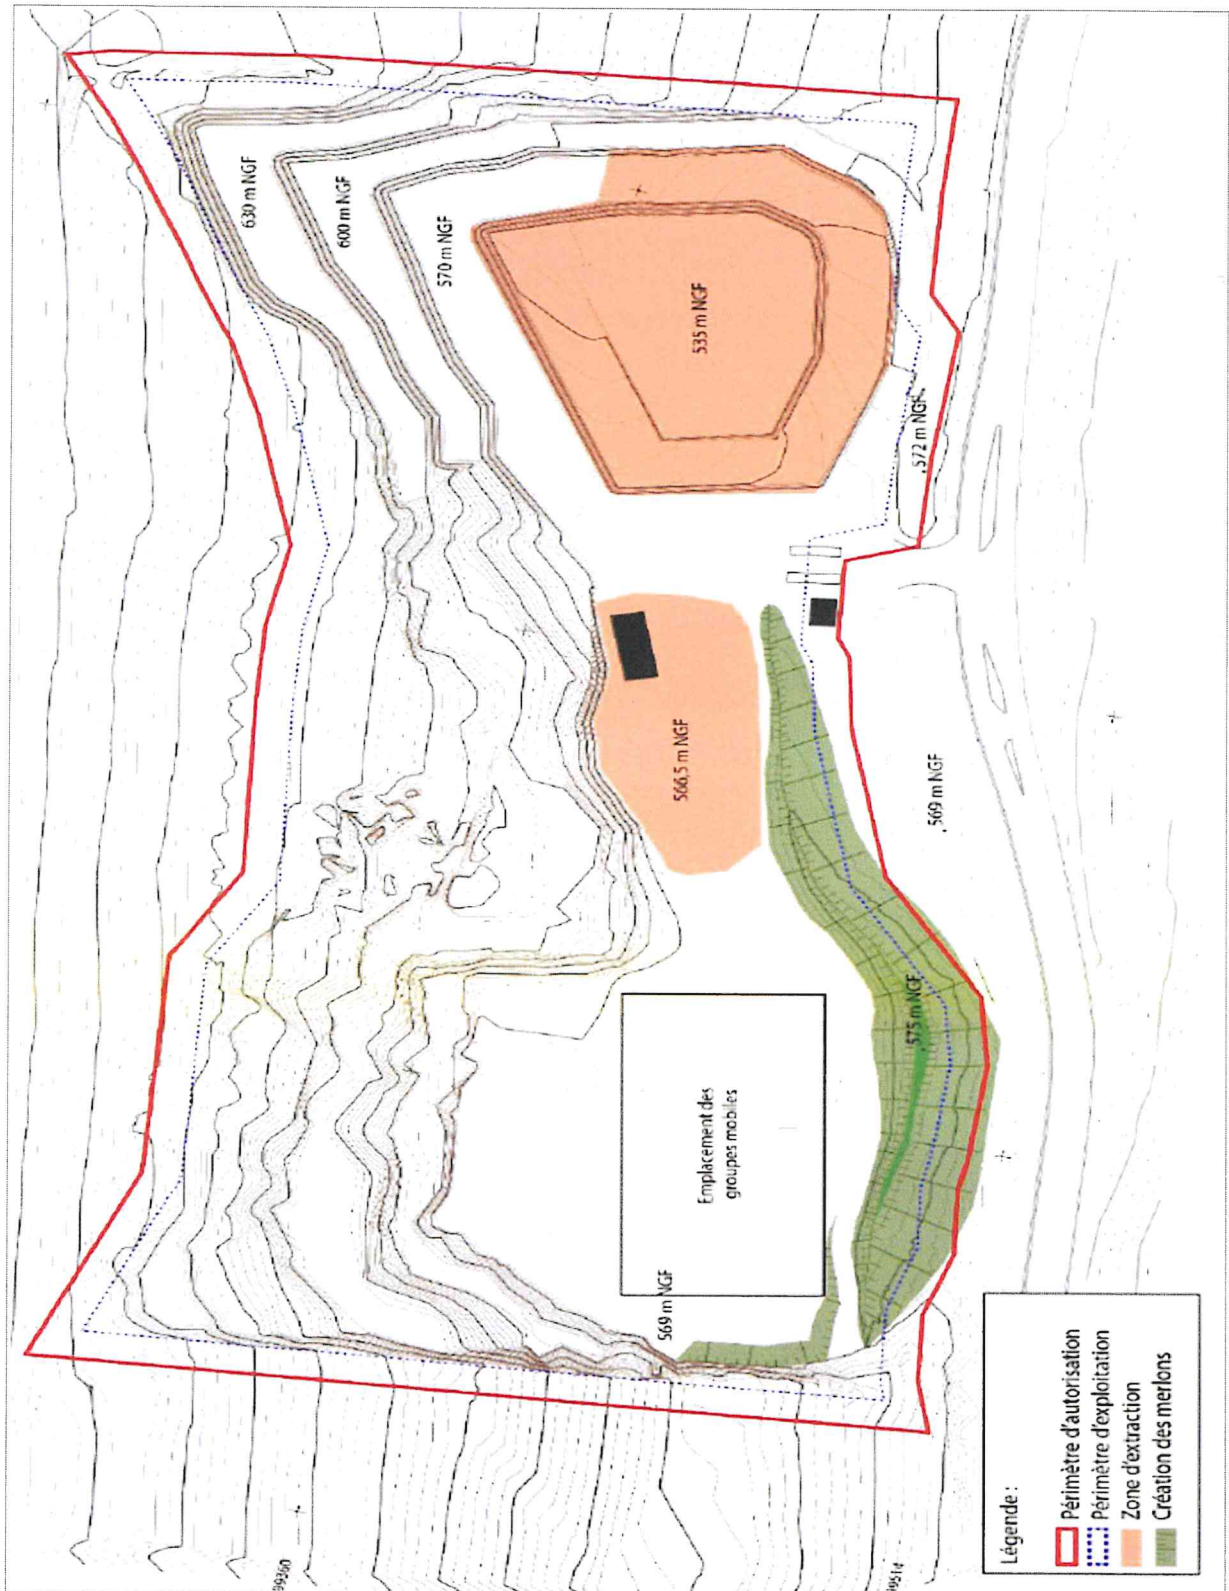 630 m NGF
600 m NGF
570 m NGF
535 m NGF
.572 m NGF
566,5 m NGF
.569 m NGF
.575 m NGF
Emplacement des
groupes mobiles
569 m NGF
Légende :
Périmètre d'autorisation
Périmètre d'exploitation
Zone d'extraction
Création des merlons